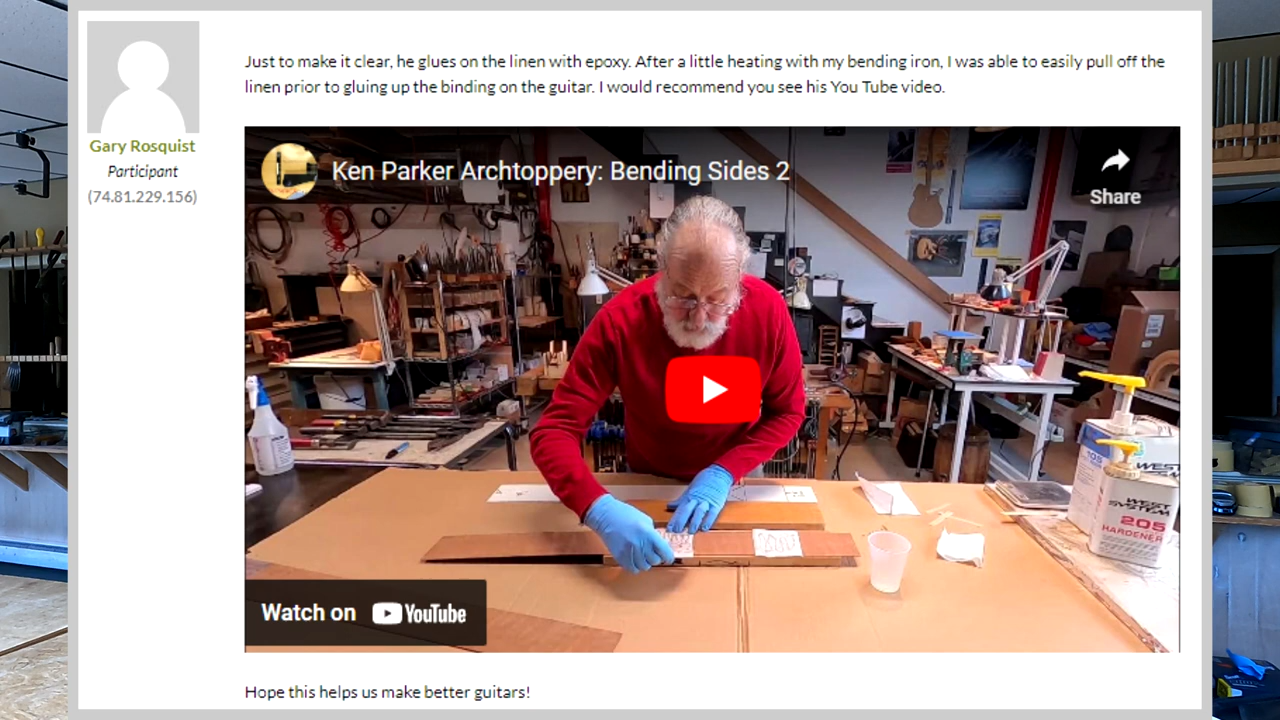 Just to make it clear, he glues on the linen with epoxy. After a little heating with my bending iron, I was able to easily pull off the
linen prior to gluing up the binding on the guitar. I would recommend you see his You Tube video.
Gary Rosquist
Participant
(74.81.229.156)
Ken Parker Archtoppery: Bending Sides 2
Share
WEST
WEST
SYSTEM
205
HARDENER
Watch on YouTube
Hope this helps us make better guitars!